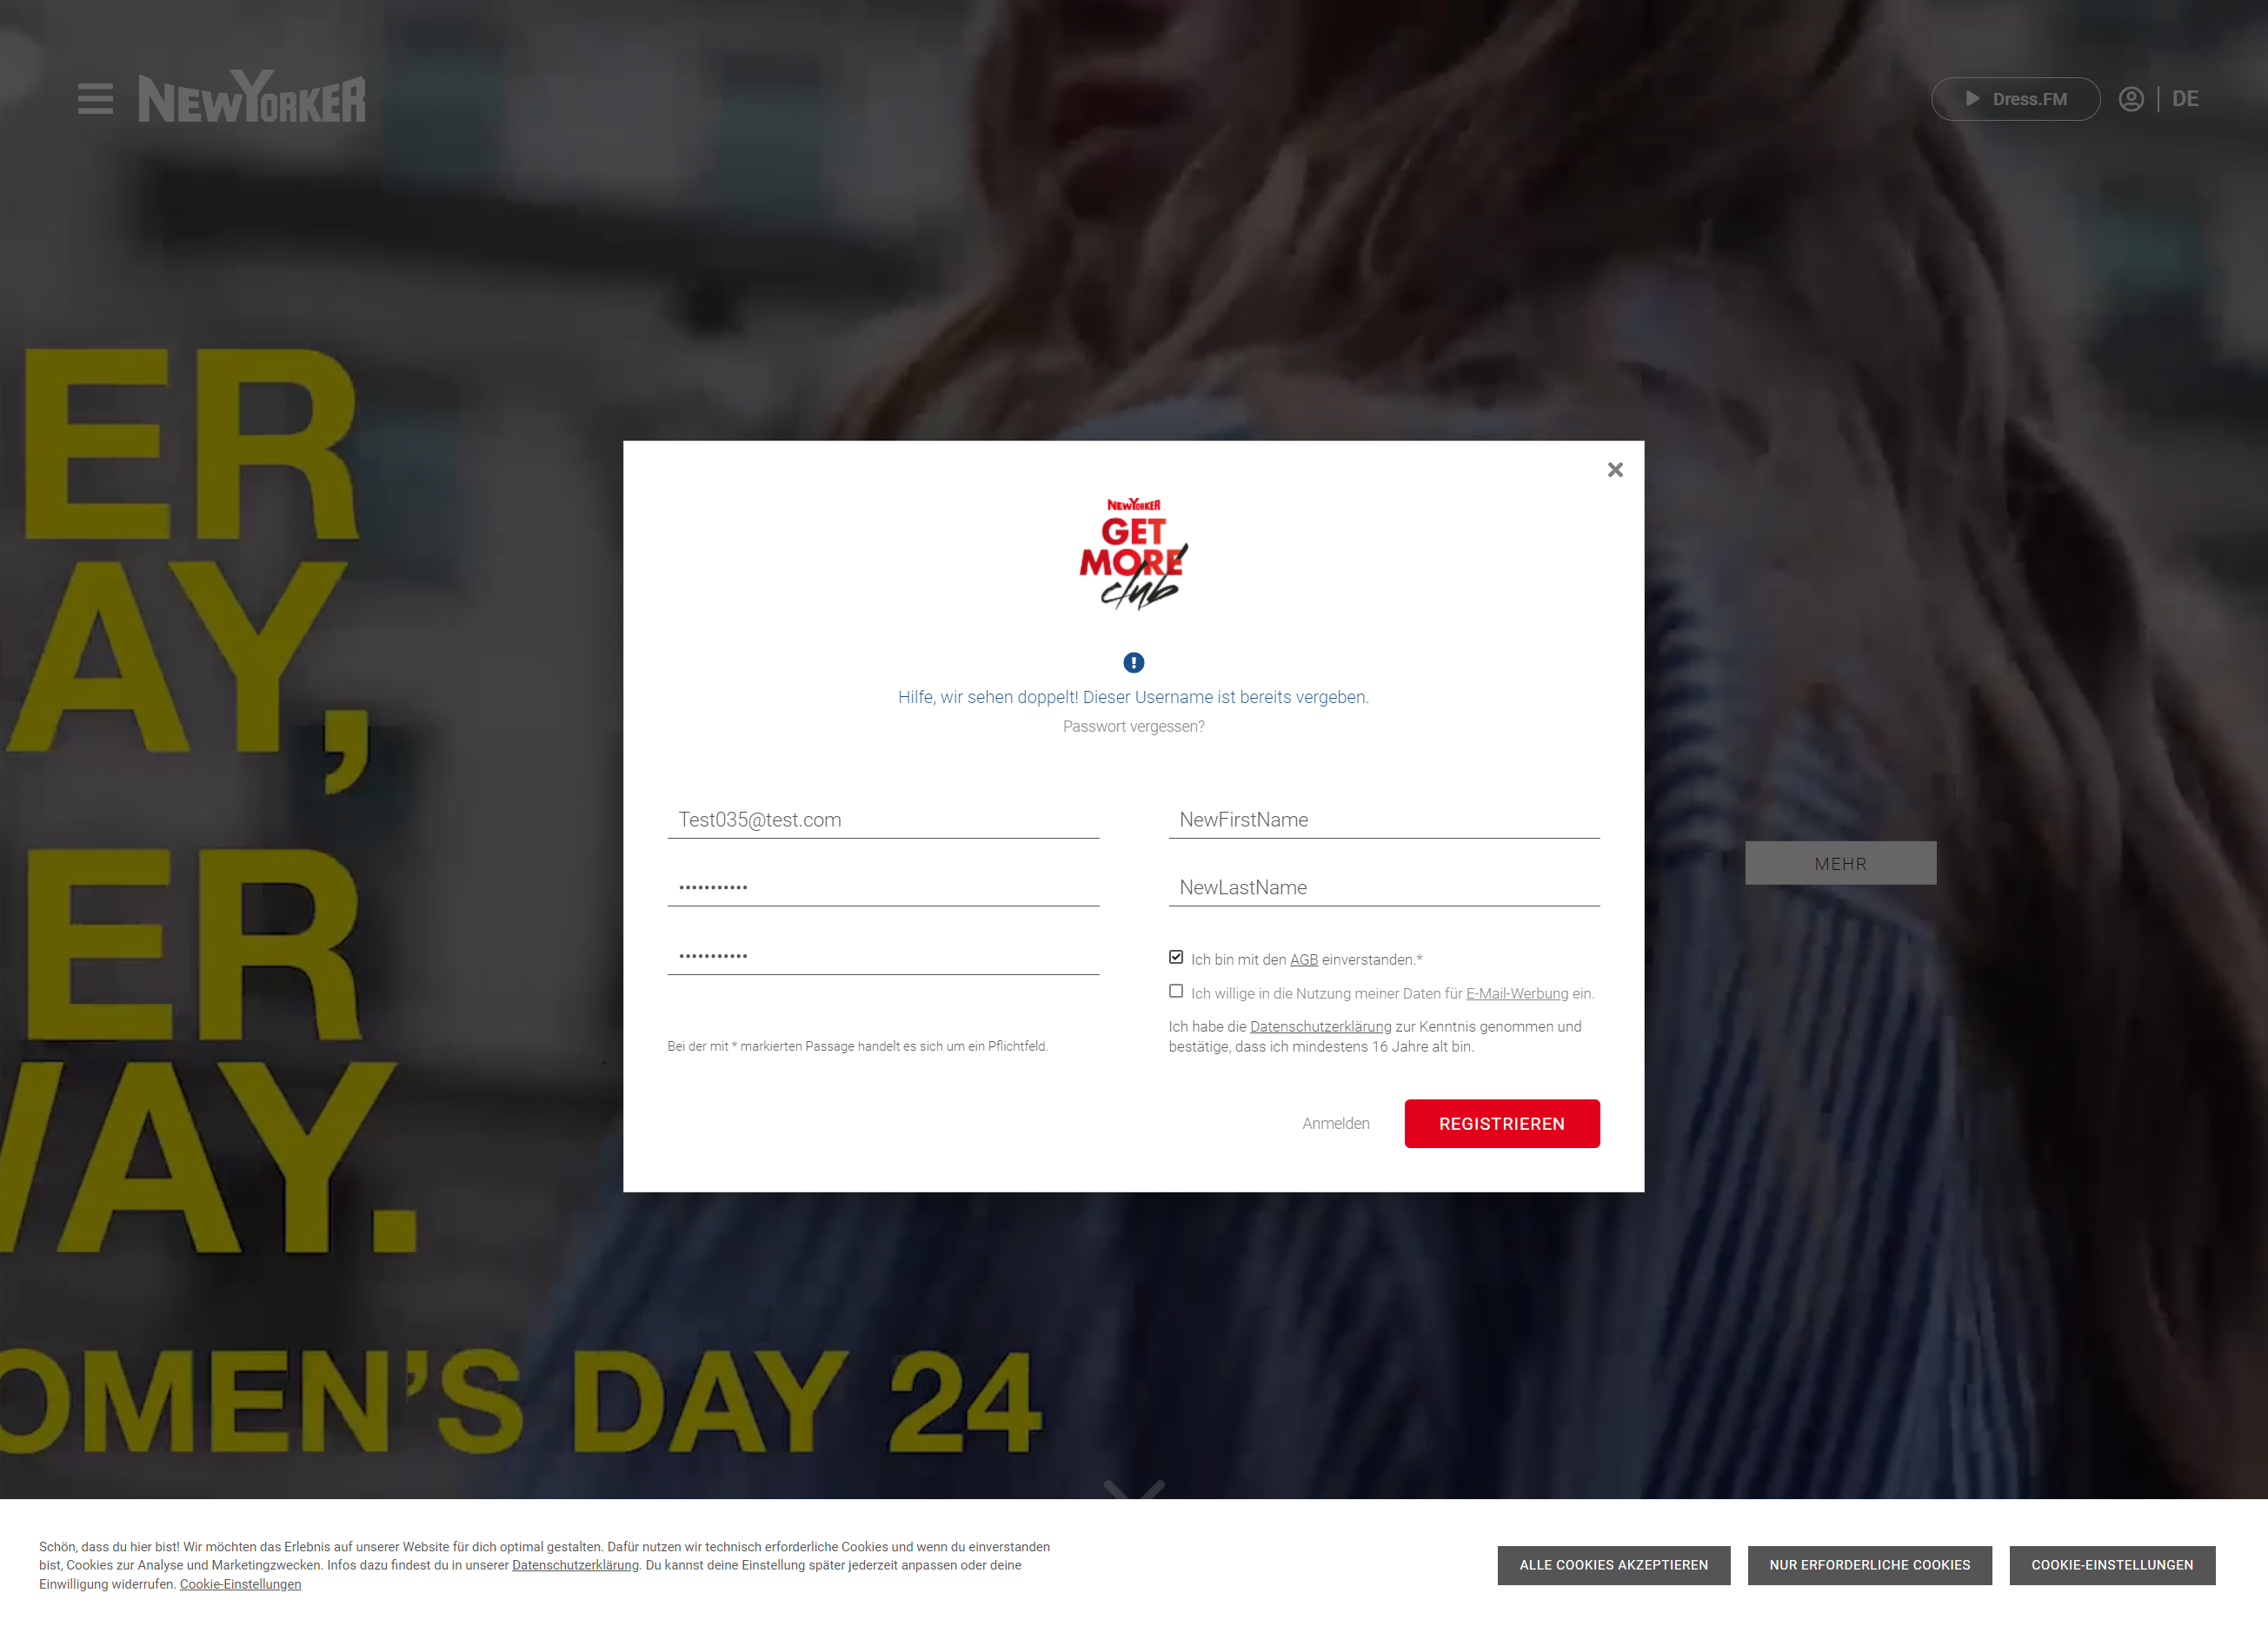 NEWYORKER
Dress.FM
DE
ER
AY,
ER
WAY.
OMEN'S DAY 24
NEWYORKER
GET
MORE
club
Hilfe, wir sehen doppelt! Dieser Username ist bereits vergeben.
Passwort vergessen?
Test035@test.com
NewFirstName
•••••••••••
NewLastName
•••••••••••
Ich bin mit den AGB einverstanden.*
Ich willige in die Nutzung meiner Daten für E-Mail-Werbung ein.
Ich habe die Datenschutzerklärung zur Kenntnis genommen und
bestätige, dass ich mindestens 16 Jahre alt bin.
Bei der mit * markierten Passage handelt es sich um ein Pflichtfeld.
Anmelden
REGISTRIEREN
MEHR
Schön, dass du hier bist! Wir möchten das Erlebnis auf unserer Website für dich optimal gestalten. Dafür nutzen wir technisch erforderliche Cookies und wenn du einverstanden
bist, Cookies zur Analyse und Marketingzwecken. Infos dazu findest du in unserer Datenschutzerklärung. Du kannst deine Einstellung später jederzeit anpassen oder deine
Einwilligung widerrufen. Cookie-Einstellungen
ALLE COOKIES AKZEPTIEREN
NUR ERFORDERLICHE COOKIES
COOKIE-EINSTELLUNGEN